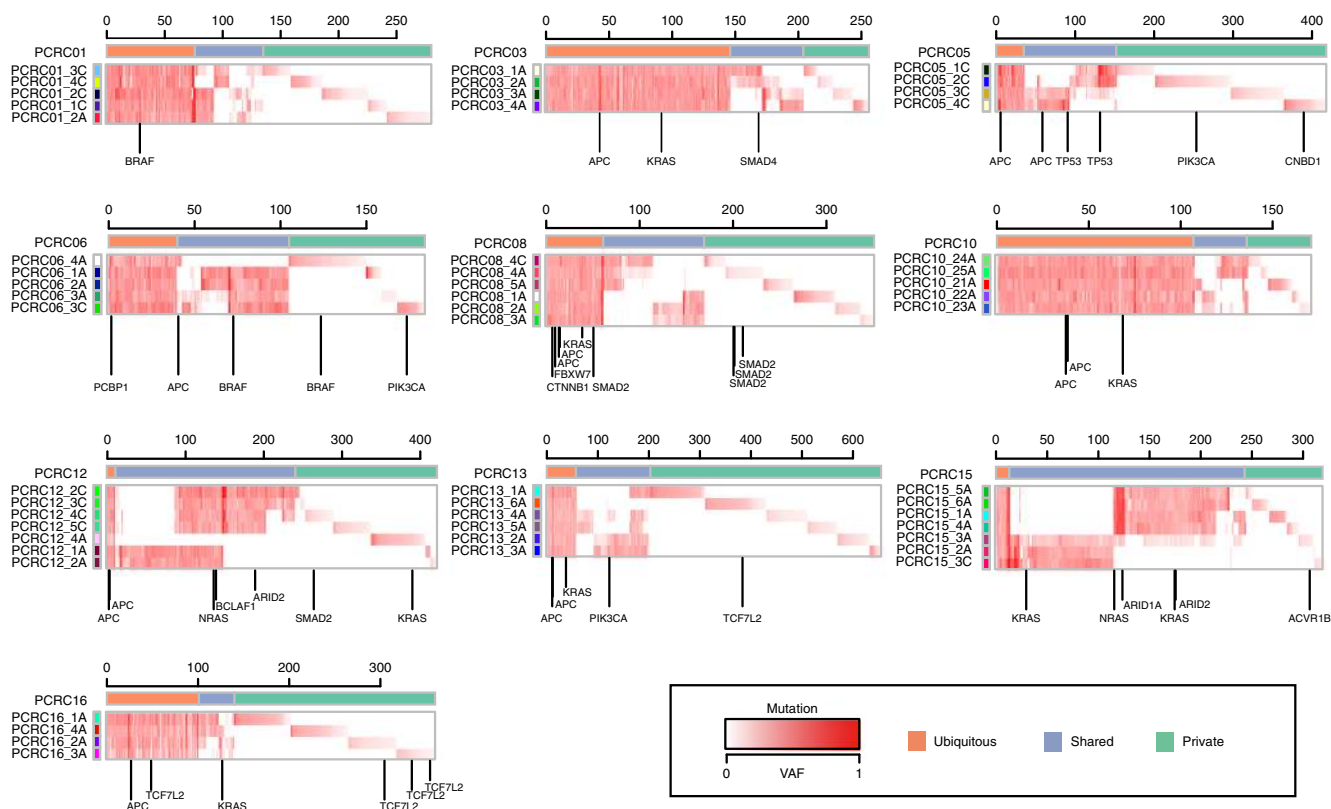 0 50 100 150 200 250
PCRC01
PCRC01_3C
PCRC01_4C
PCRC01_2C
PCRC01_1C
PCRC01_2A
BRAF
0 50 100 150 200 250
PCRC03
PCRC03_1A
PCRC03_2A
PCRC03_3A
PCRC03_4A
APC KRAS SMAD4
0 100 200 300 400
PCRC05
PCRC05_1C
PCRC05_2C
PCRC05_3C
PCRC05_4C
APC APC TP53 TP53 PIK3CA CNBD1
0 50 100 150
PCRC06
PCRC06_4A
PCRC06_1A
PCRC06_2A
PCRC06_3A
PCRC06_3C
PCBP1 APC BRAF BRAF PIK3CA
0 100 200 300
PCRC08
PCRC08_4C
PCRC08_4A
PCRC08_5A
PCRC08_1A
PCRC08_2A
PCRC08_3A
KRAS
APC
APC SMAD2
FBXW7 SMAD2
CTNNB1 SMAD2 SMAD2
0 50 100 150
PCRC10
PCRC10_24A
PCRC10_25A
PCRC10_21A
PCRC10_22A
PCRC10_23A
APC
APC KRAS
0 100 200 300 400
PCRC12
PCRC12_2C
PCRC12_3C
PCRC12_4C
PCRC12_5C
PCRC12_4A
PCRC12_1A
PCRC12_2A
ARID2
APC BCLAF1
APC NRAS SMAD2 KRAS
0 100 200 300 400 500 600
PCRC13
PCRC13_1A
PCRC13_6A
PCRC13_4A
PCRC13_5A
PCRC13_2A
PCRC13_3A
KRAS
APC
APC PIK3CA TCF7L2
0 50 100 150 200 250 300
PCRC15
PCRC15_5A
PCRC15_6A
PCRC15_1A
PCRC15_4A
PCRC15_3A
PCRC15_2A
PCRC15_3C
ARID1A ARID2
KRAS NRAS KRAS ACVR1B
0 100 200 300
PCRC16
PCRC16_1A
PCRC16_4A
PCRC16_2A
PCRC16_3A
TCF7L2
TCF7L2 TCF7L2
APC KRAS TCF7L2
Mutation
0 VAF 1
Ubiquitous
Shared
Private